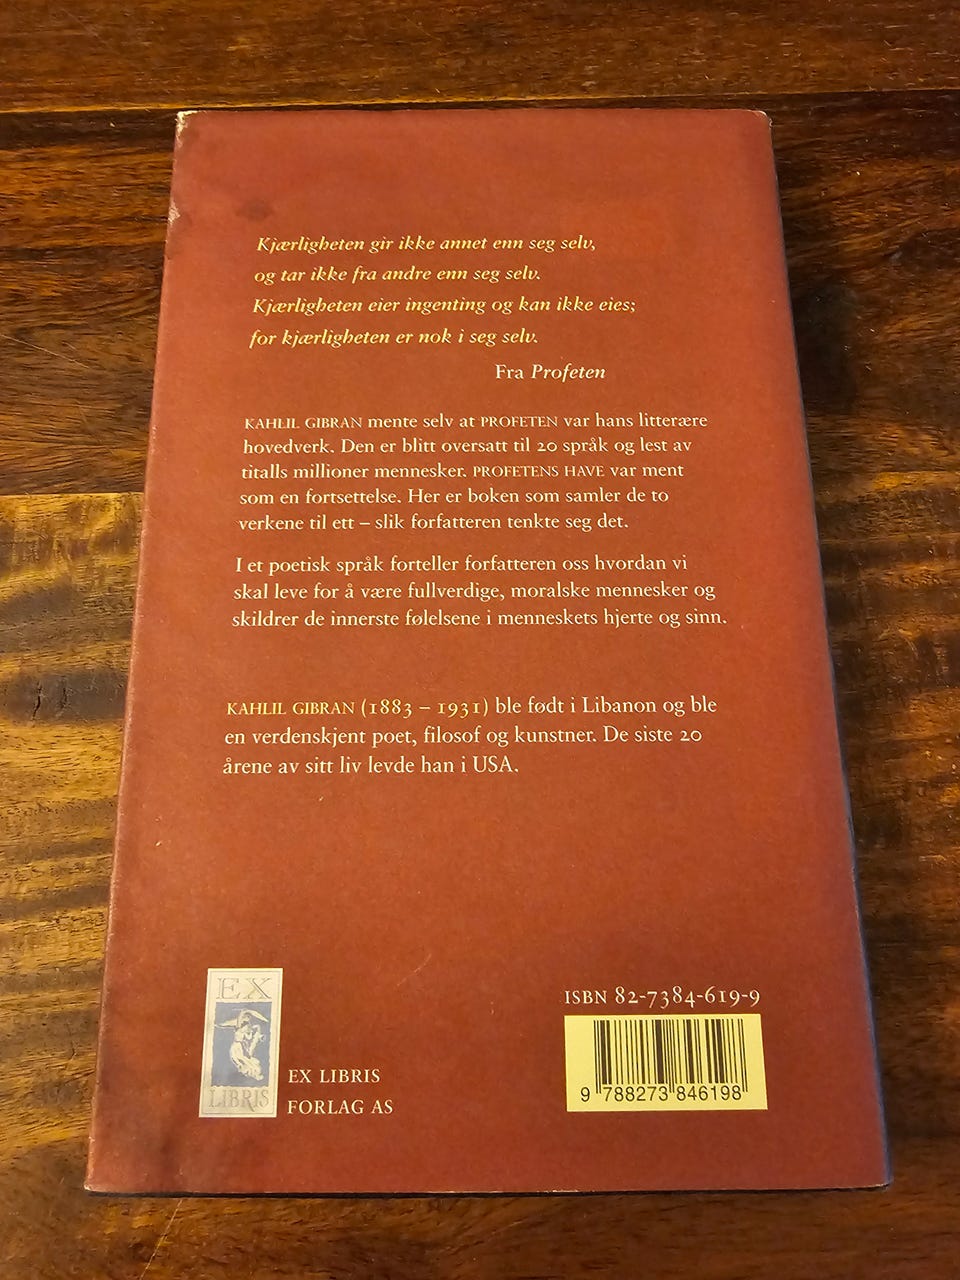 Kjærligheten gir ikke annet enn seg selv,
og tar ikke fra andre enn seg selv.
Kjærligheten eier ingenting og kan ikke eies;
for kjærligheten er nok i seg selv.
Fra Profeten
KAHLIL GIBRAN mente selv at PROFETEN var hans litterære
hovedverk. Den er blitt oversatt til 20 språk og lest av
titalls millioner mennesker. PROFETENS HAVE var ment
som en fortsettelse. Her er boken som samler de to
verkene til ett – slik forfatteren tenkte seg det.
I et poetisk språk forteller forfatteren oss hvordan vi
skal leve for å være fullverdige, moralske mennesker og
skildrer de innerste følelsene i menneskets hjerte og sinn.
KAHLIL GIBRAN (1883 – 1931) ble født i Libanon og ble
en verdenskjent poet, filosof og kunstner. De siste 20
årene av sitt liv levde han i USA.
EX
LIBRIS
EX LIBRIS
FORLAG AS
ISBN 82-7384-619-9
9 788273 846198